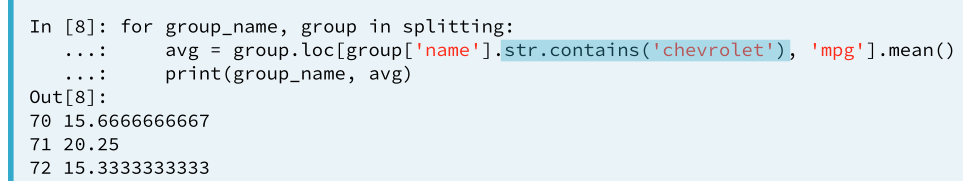 In [8]: for group_name, group in splitting:
   ...:     avg = group.loc[group['name'].str.contains('chevrolet'), 'mpg'].mean()
   ...:     print(group_name, avg)
Out[8]:
70 15.6666666667
71 20.25
72 15.3333333333